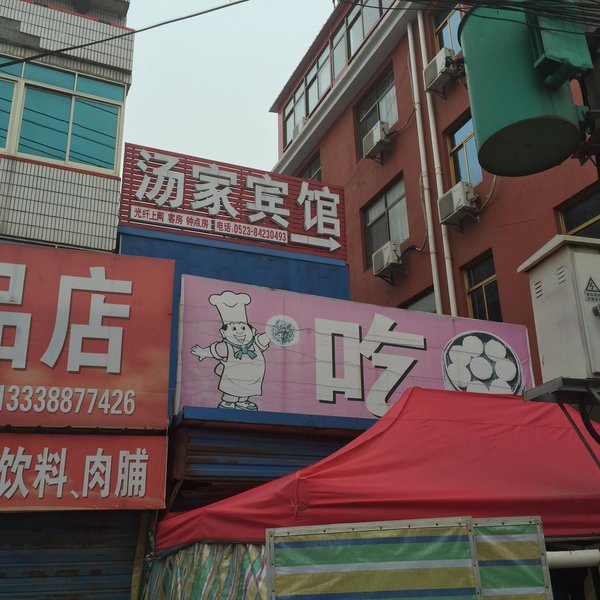 汤家宾馆
光纤上网 客房 钟点房 电话:0523-84230493
品店
13338877426
饮料、肉脯
吃